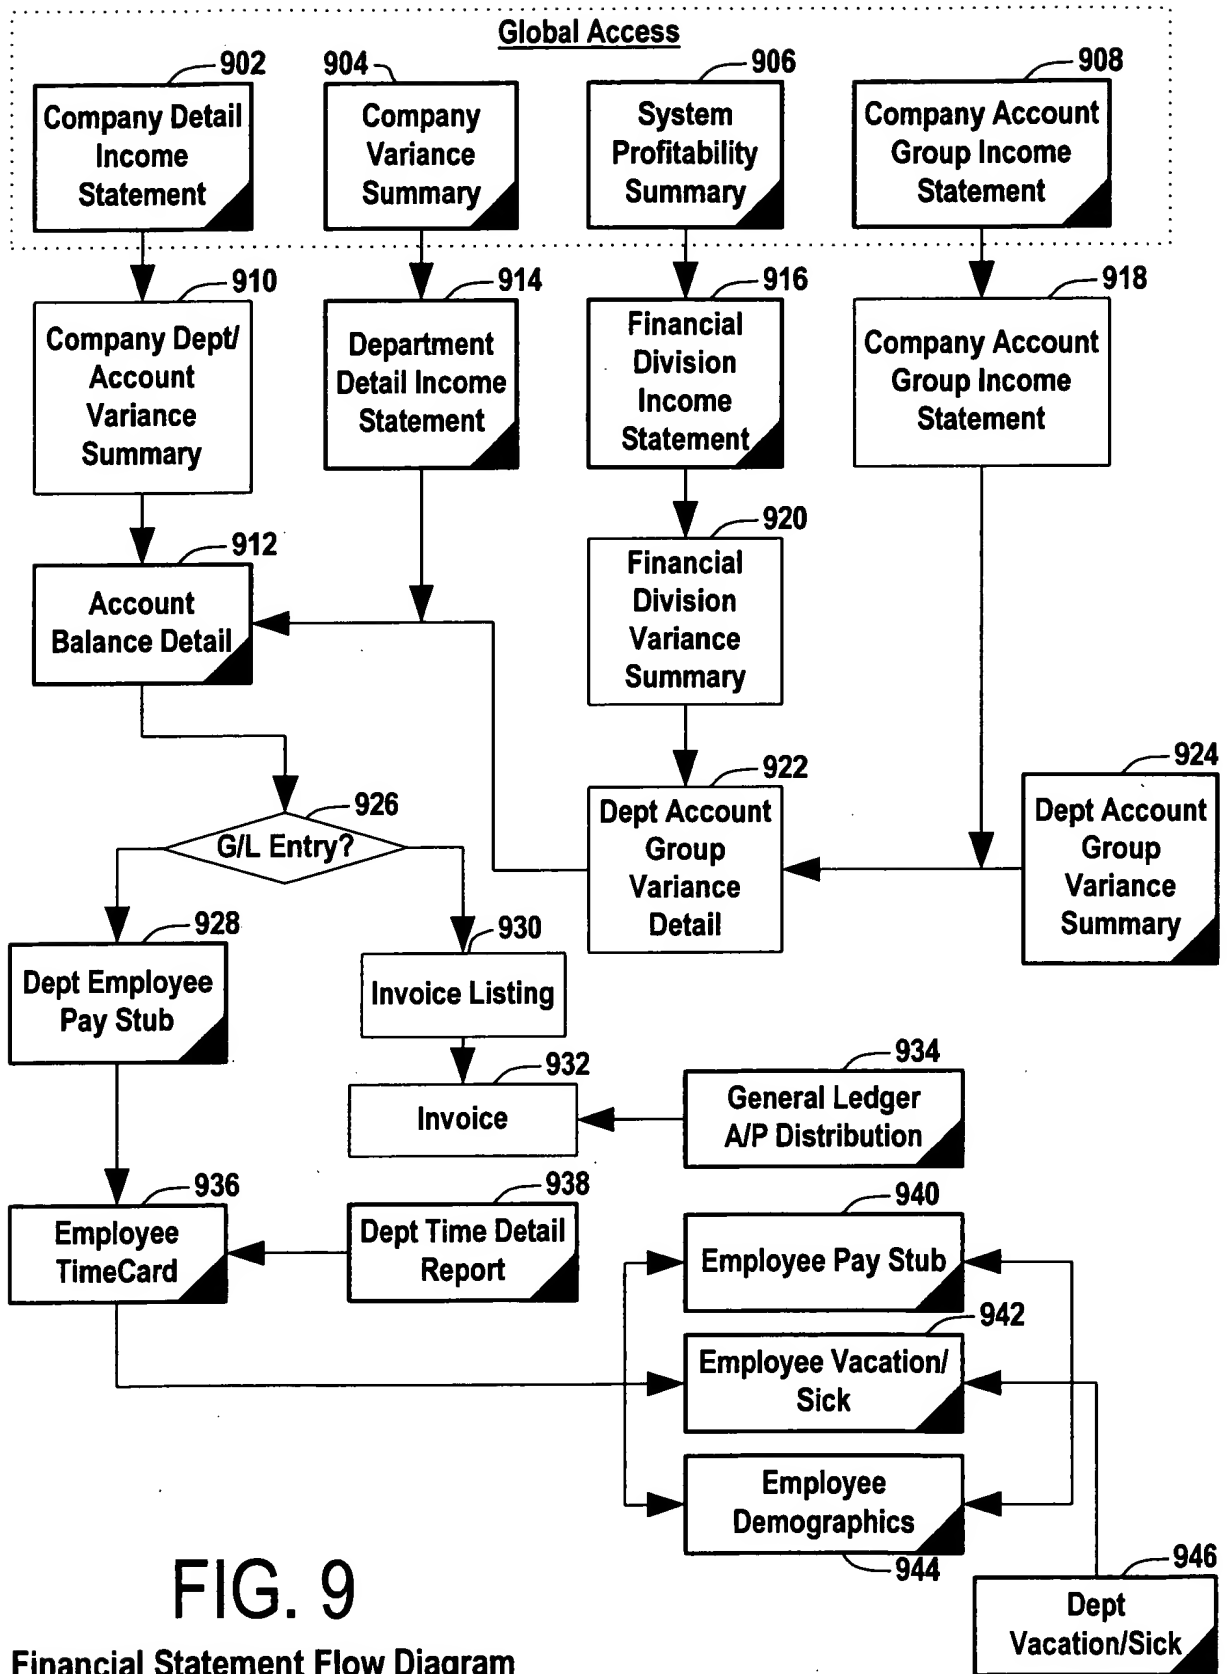 Global Access
902
904
906
908
Company Detail
Income
Statement
Company
Variance
Summary
System
Profitability
Summary
Company Account
Group Income
Statement
910
914
916
918
Company Dept/
Account
Variance
Summary
Department
Detail Income
Statement
Financial
Division
Income
Statement
Company Account
Group Income
Statement
912
920
Account
Balance Detail
Financial
Division
Variance
Summary
922
924
926
G/L Entry?
Dept Account
Group
Variance
Detail
Dept Account
Group
Variance
Summary
928
930
Dept Employee
Pay Stub
Invoice Listing
932
934
Invoice
General Ledger
A/P Distribution
936
938
940
Employee
TimeCard
Dept Time Detail
Report
Employee Pay Stub
942
Employee Vacation/
Sick
Employee
Demographics
944
946
Dept
Vacation/Sick
FIG. 9
Financial Statement Flow Diagram